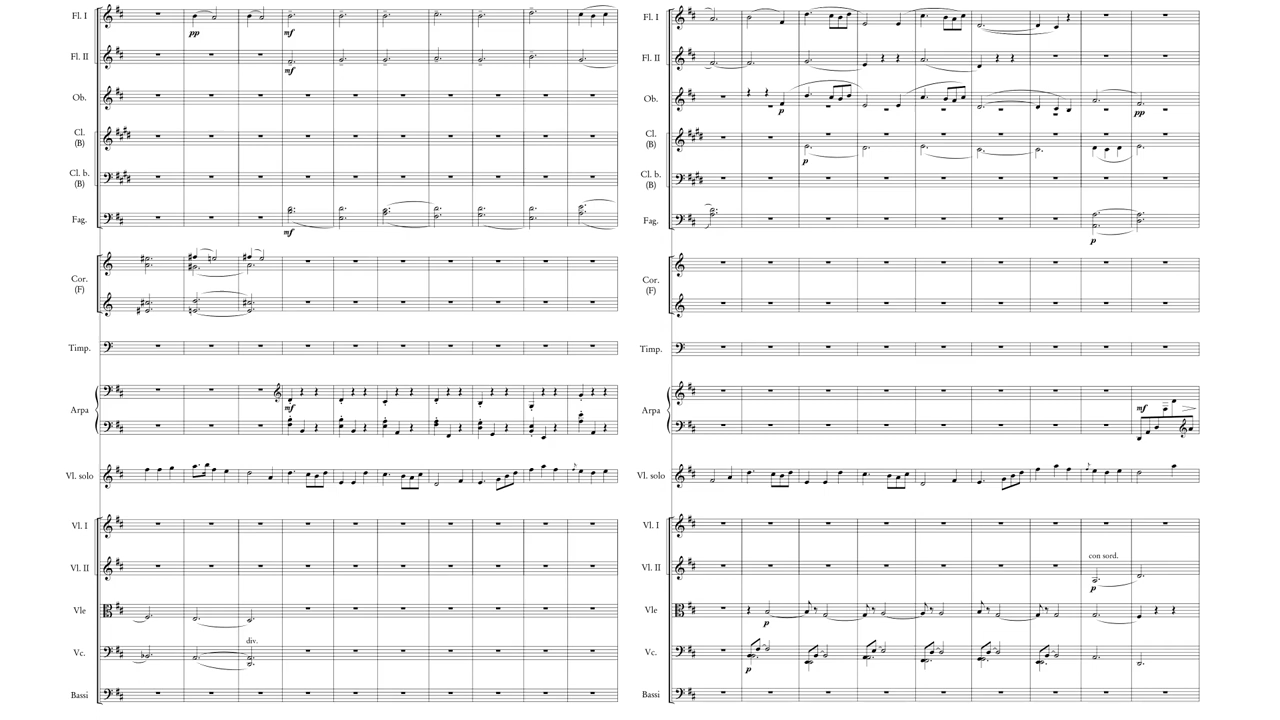 Fl. I
pp
mf
Fl. II
mf
Ob.
Cl.
(B)
Cl. b.
(B)
Fag.
mf
Cor.
(F)
Timp.
Arpa
mf
Vl. solo
Vl. I
Vl. II
Vle
div.
Vc.
Bassi
Fl. I
Fl. II
Ob.
p
pp
Cl.
(B)
p
Cl. b.
(B)
Fag.
p
Cor.
(F)
Timp.
Arpa
mf
Vl. solo
Vl. I
con sord.
Vl. II
p
Vle
p
Vc.
p
Bassi